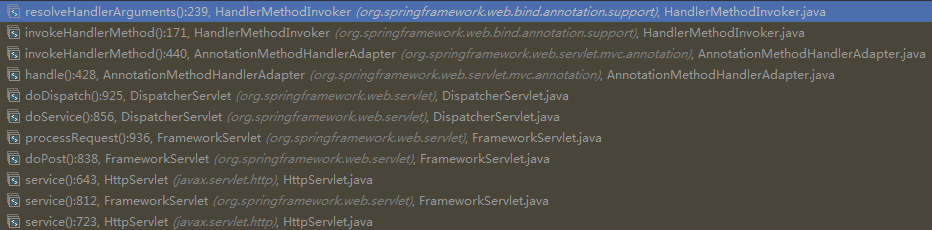 resolveHandlerArguments():239, HandlerMethodInvoker (org.springframework.web.bind.annotation.support), HandlerMethodInvoker.java
invokeHandlerMethod():171, HandlerMethodInvoker (org.springframework.web.bind.annotation.support), HandlerMethodInvoker.java
invokeHandlerMethod():440, AnnotationMethodHandlerAdapter (org.springframework.web.servlet.mvc.annotation), AnnotationMethodHandlerAdapter.java
handle():428, AnnotationMethodHandlerAdapter (org.springframework.web.servlet.mvc.annotation), AnnotationMethodHandlerAdapter.java
doDispatch():925, DispatcherServlet (org.springframework.web.servlet), DispatcherServlet.java
doService():856, DispatcherServlet (org.springframework.web.servlet), DispatcherServlet.java
processRequest():936, FrameworkServlet (org.springframework.web.servlet), FrameworkServlet.java
doPost():838, FrameworkServlet (org.springframework.web.servlet), FrameworkServlet.java
service():643, HttpServlet (javax.servlet.http), HttpServlet.java
service():812, FrameworkServlet (org.springframework.web.servlet), FrameworkServlet.java
service():723, HttpServlet (javax.servlet.http), HttpServlet.java